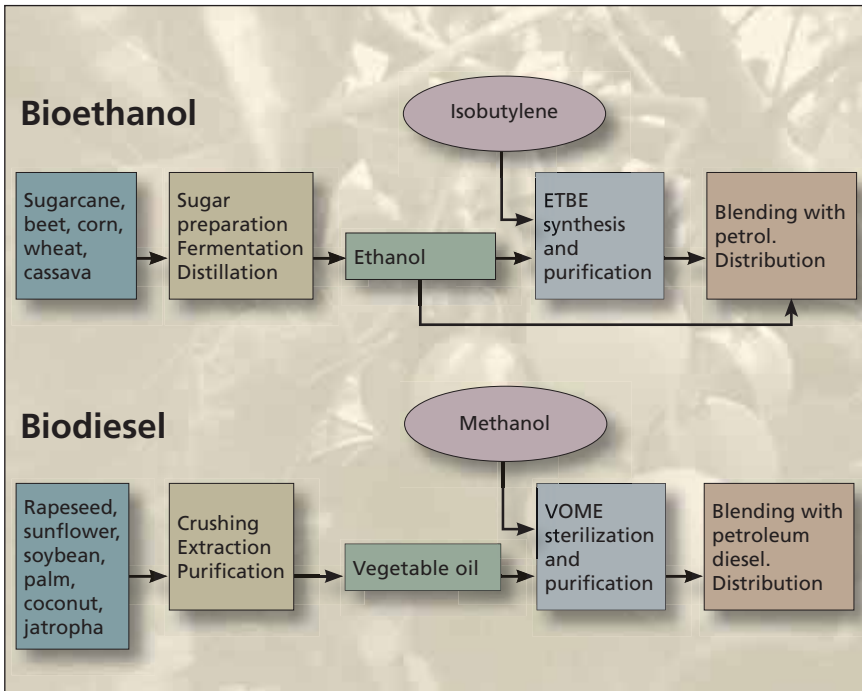 Bioethanol
Isobutylene
Sugarcane,
beet, corn,
wheat,
cassava
Sugar
preparation
Fermentation
Distillation
Ethanol
ETBE
synthesis
and
purification
Blending with
petrol.
Distribution
Biodiesel
Methanol
Rapeseed,
sunflower,
soybean,
palm,
coconut,
jatropha
Crushing
Extraction
Purification
Vegetable oil
VOME
sterilization
and
purification
Blending with
petroleum
diesel.
Distribution